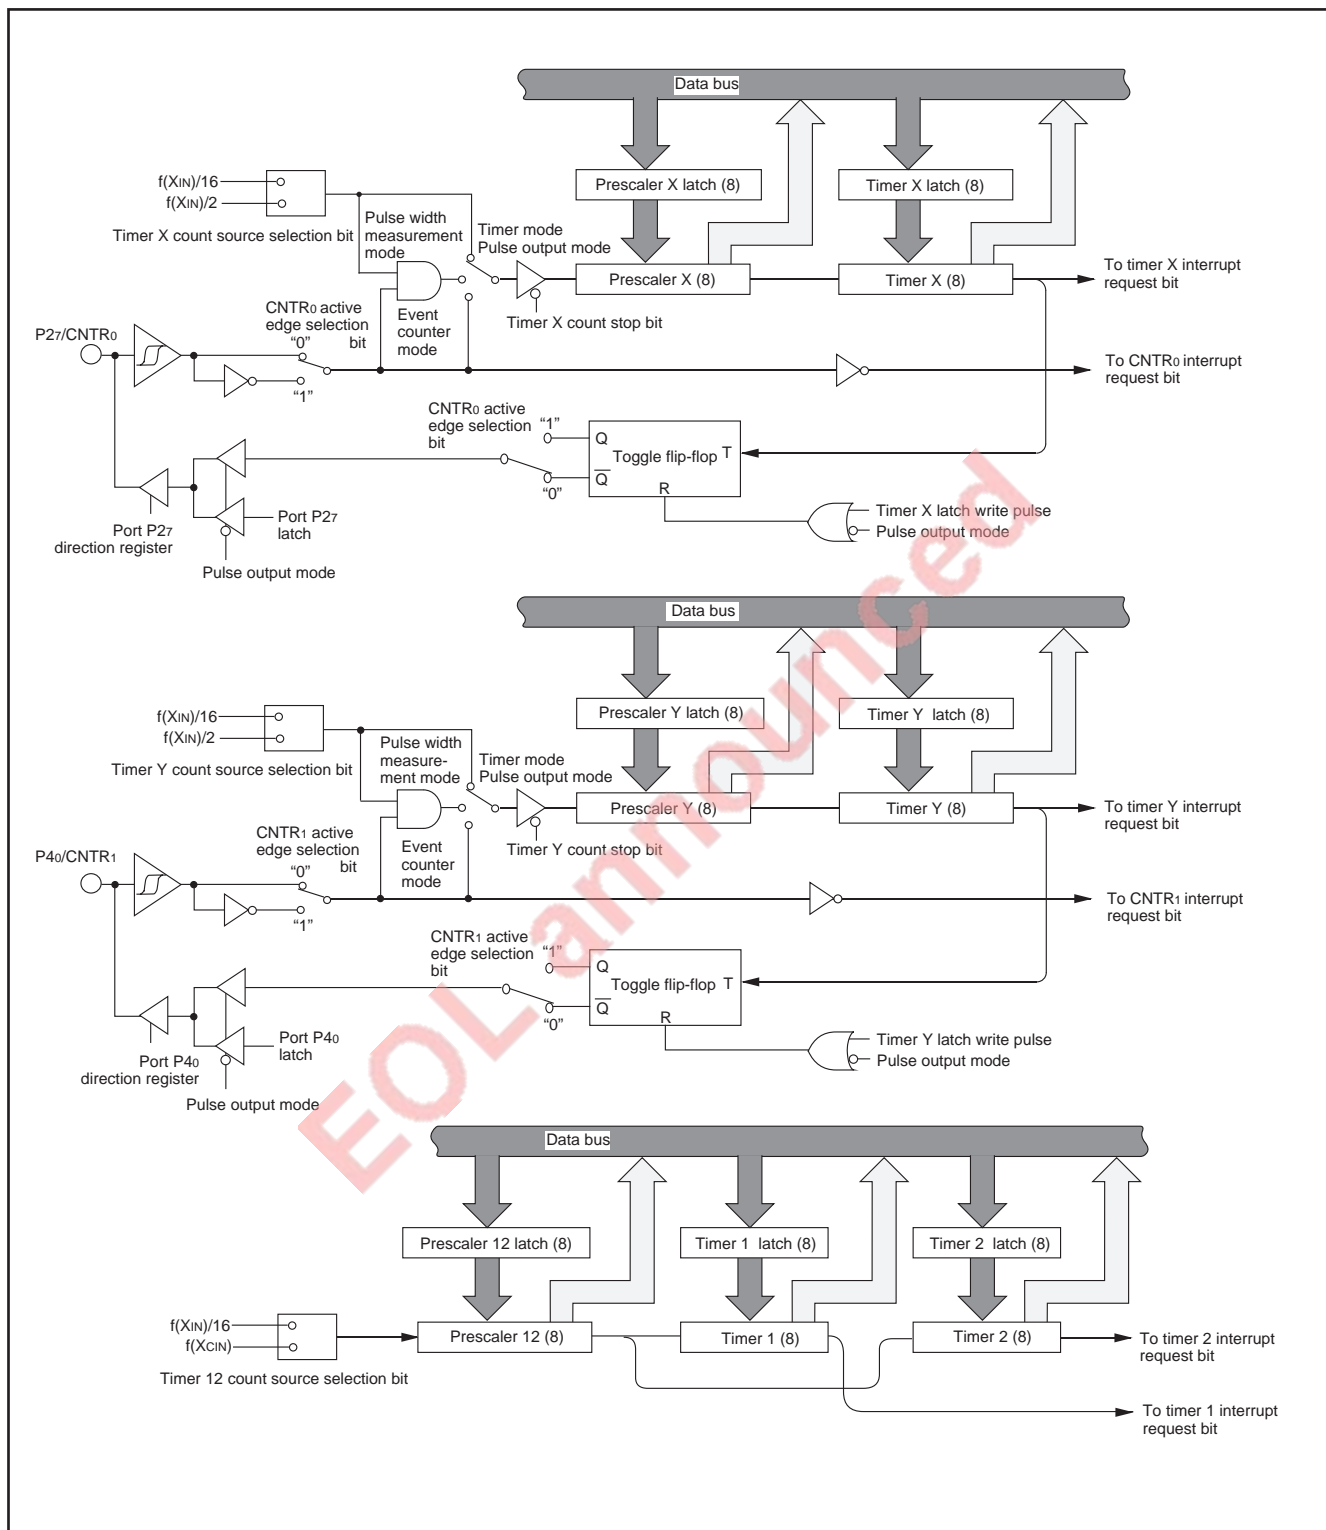 Data bus
Prescaler X latch (8)
Timer X latch (8)
f(XIN)/16
f(XIN)/2
Timer X count source selection bit
Pulse width
measurement
mode
Timer mode
Pulse output mode
Prescaler X (8)
Timer X (8)
To timer X interrupt
request bit
Timer X count stop bit
Event
counter
mode
CNTR0 active
edge selection
bit
P27/CNTR0
“0”
“1”
To CNTR0 interrupt
request bit
CNTR0 active
edge selection
bit
“1”
“0”
Q
Q
Toggle flip-flop
T
R
Timer X latch write pulse
Pulse output mode
Port P27
latch
Port P27
direction register
Pulse output mode
Data bus
Prescaler Y latch (8)
Timer Y latch (8)
f(XIN)/16
f(XIN)/2
Timer Y count source selection bit
Pulse width
measure-
ment mode
Timer mode
Pulse output mode
Prescaler Y (8)
Timer Y (8)
To timer Y interrupt
request bit
Timer Y count stop bit
Event
counter
mode
CNTR1 active
edge selection
bit
P40/CNTR1
“0”
“1”
To CNTR1 interrupt
request bit
CNTR1 active
edge selection
bit
“1”
“0”
Q
Q
Toggle flip-flop
T
R
Timer Y latch write pulse
Pulse output mode
Port P40
latch
Port P40
direction register
Pulse output mode
Data bus
Prescaler 12 latch (8)
Timer 1 latch (8)
Timer 2 latch (8)
f(XIN)/16
f(XCIN)
Timer 12 count source selection bit
Prescaler 12 (8)
Timer 1 (8)
Timer 2 (8)
To timer 2 interrupt
request bit
To timer 1 interrupt
request bit
EOL announced